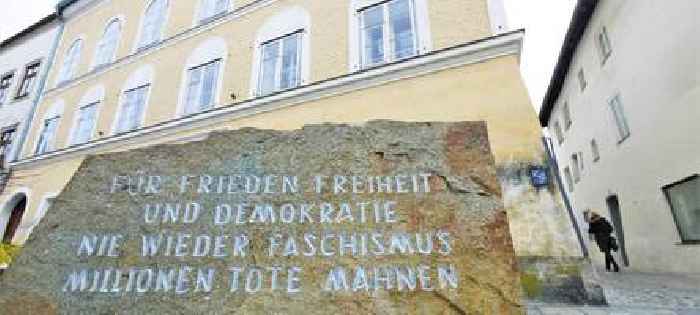 FÜR FRIEDEN FREIHEIT
UND DEMOKRATIE
NIE WIEDER FASCHISMUS
MILLIONEN TOTE MAHNEN